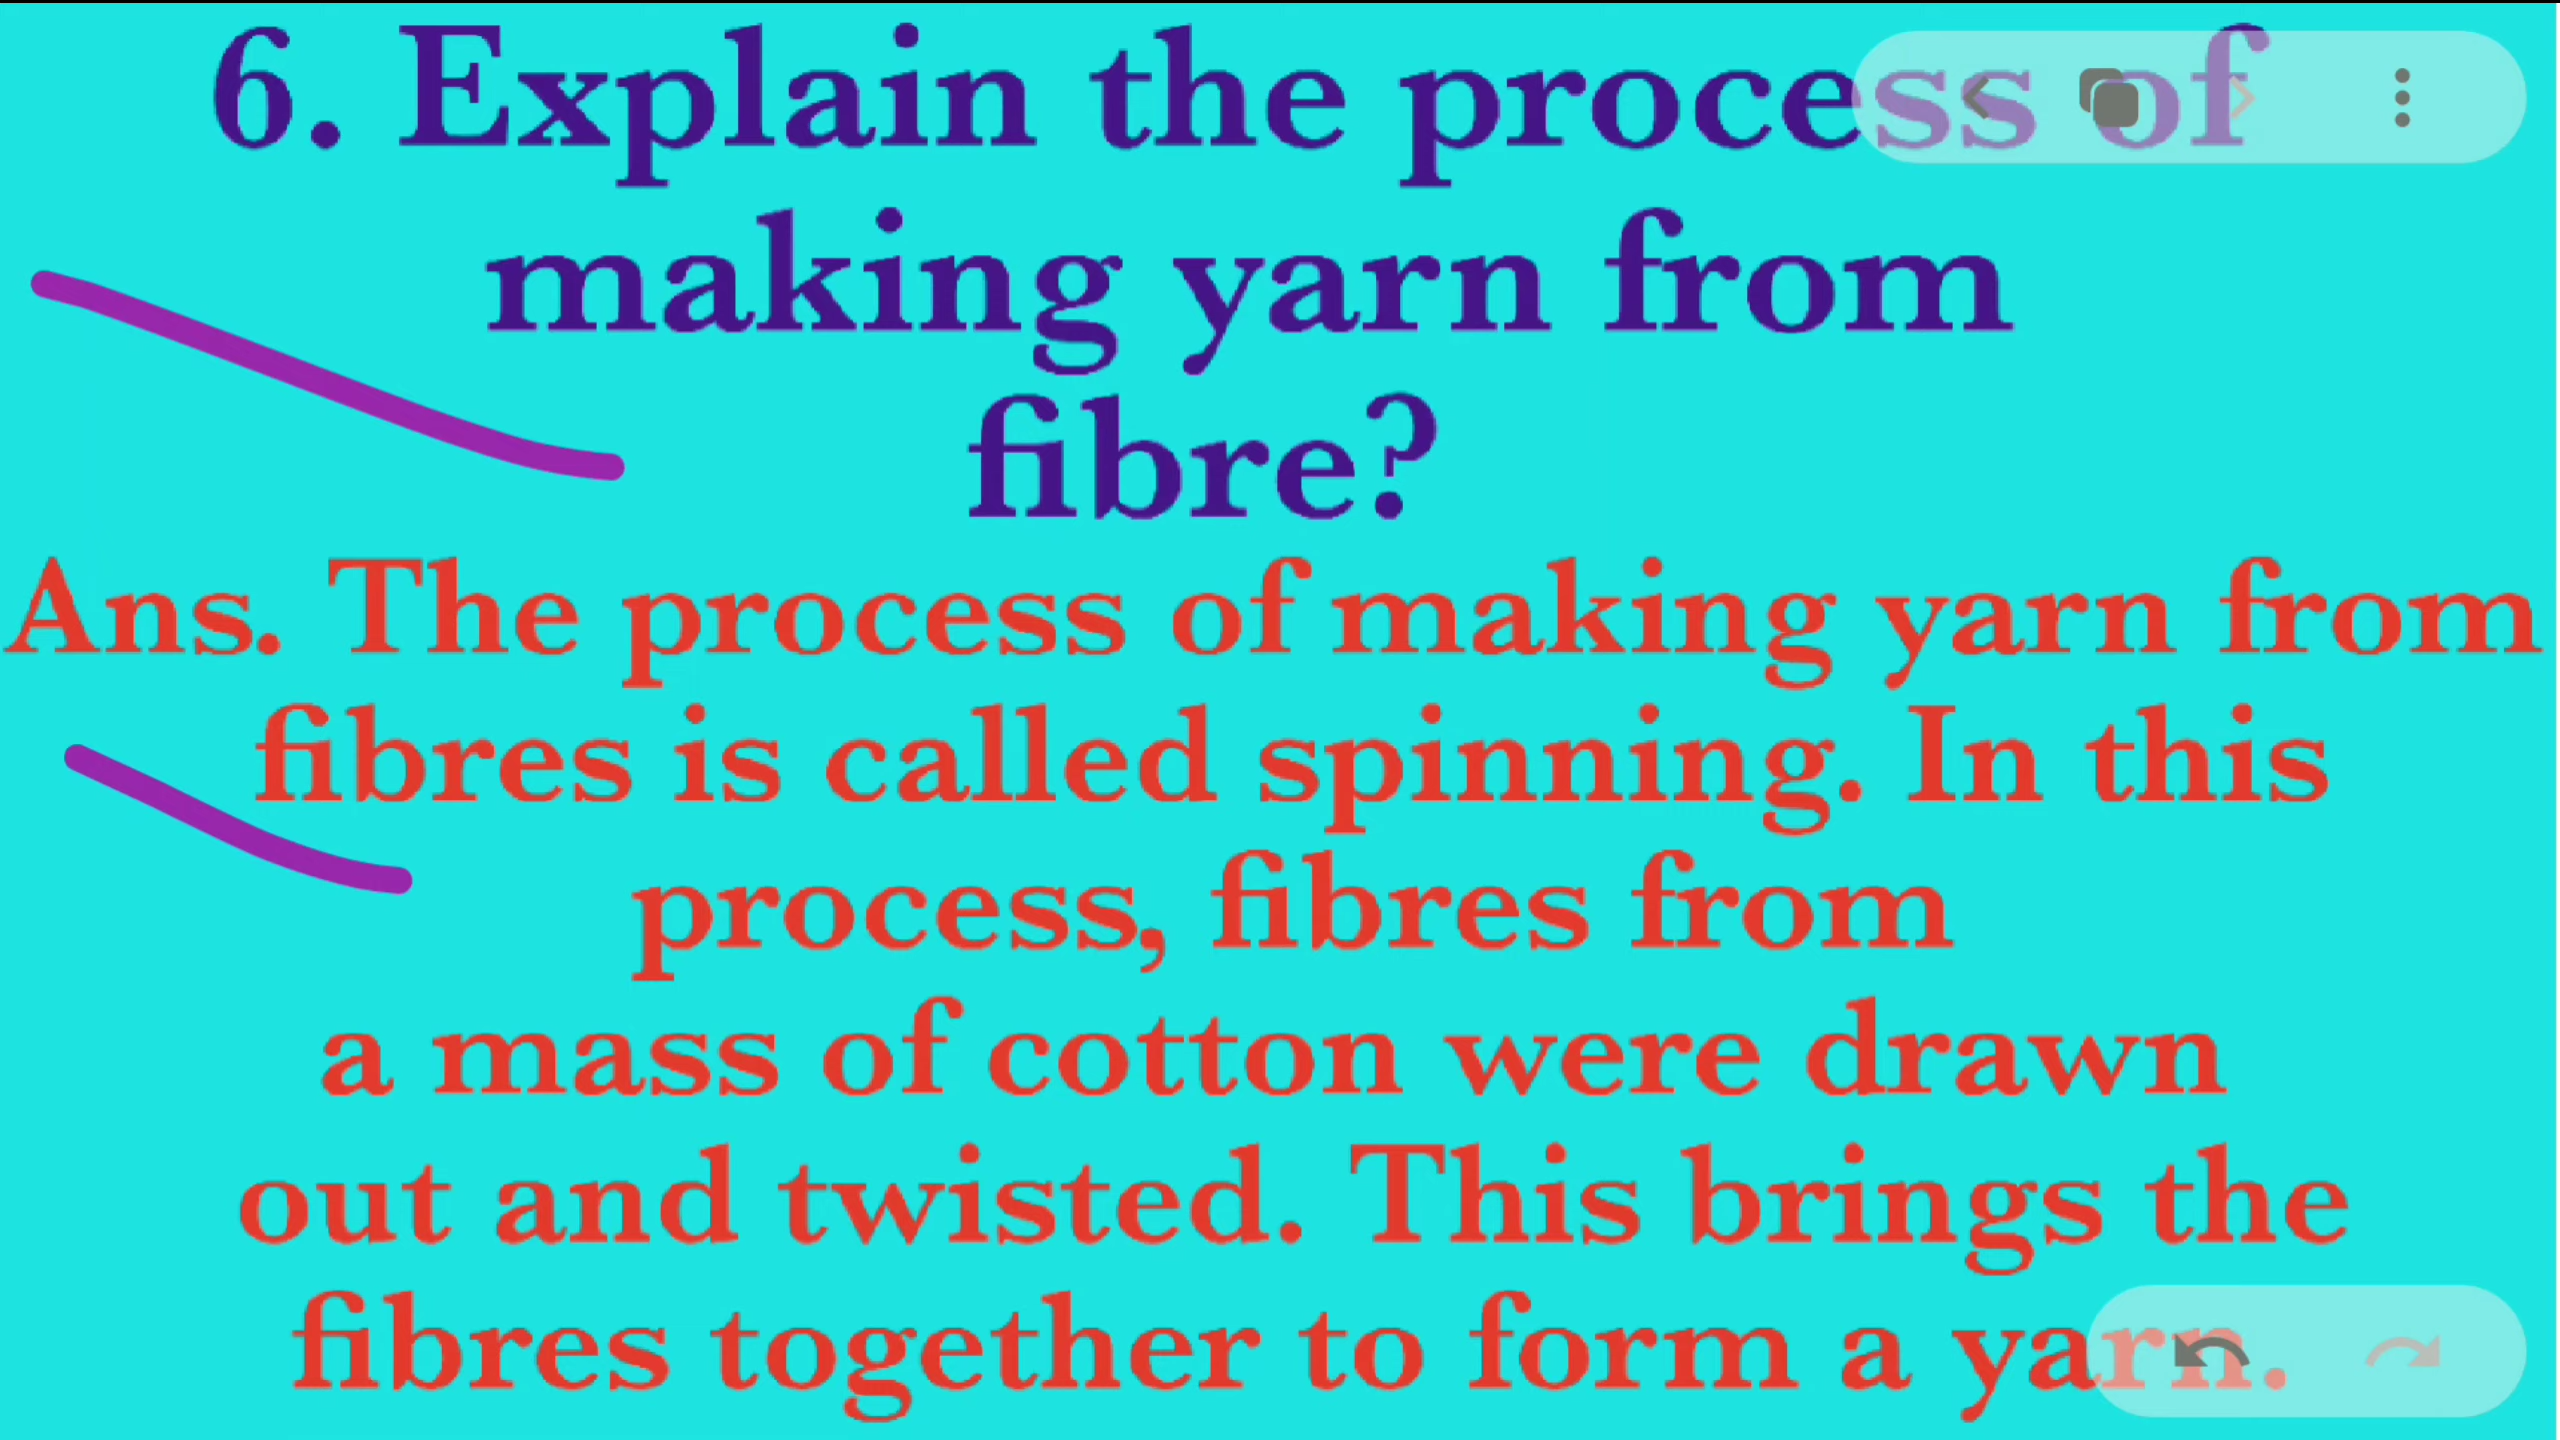 6. Explain the process of
making yarn from
fibre?
Ans. The process of making yarn from
fibres is called spinning. In this
process, fibres from
a mass of cotton were drawn
out and twisted. This brings the
fibres together to form a yarn.